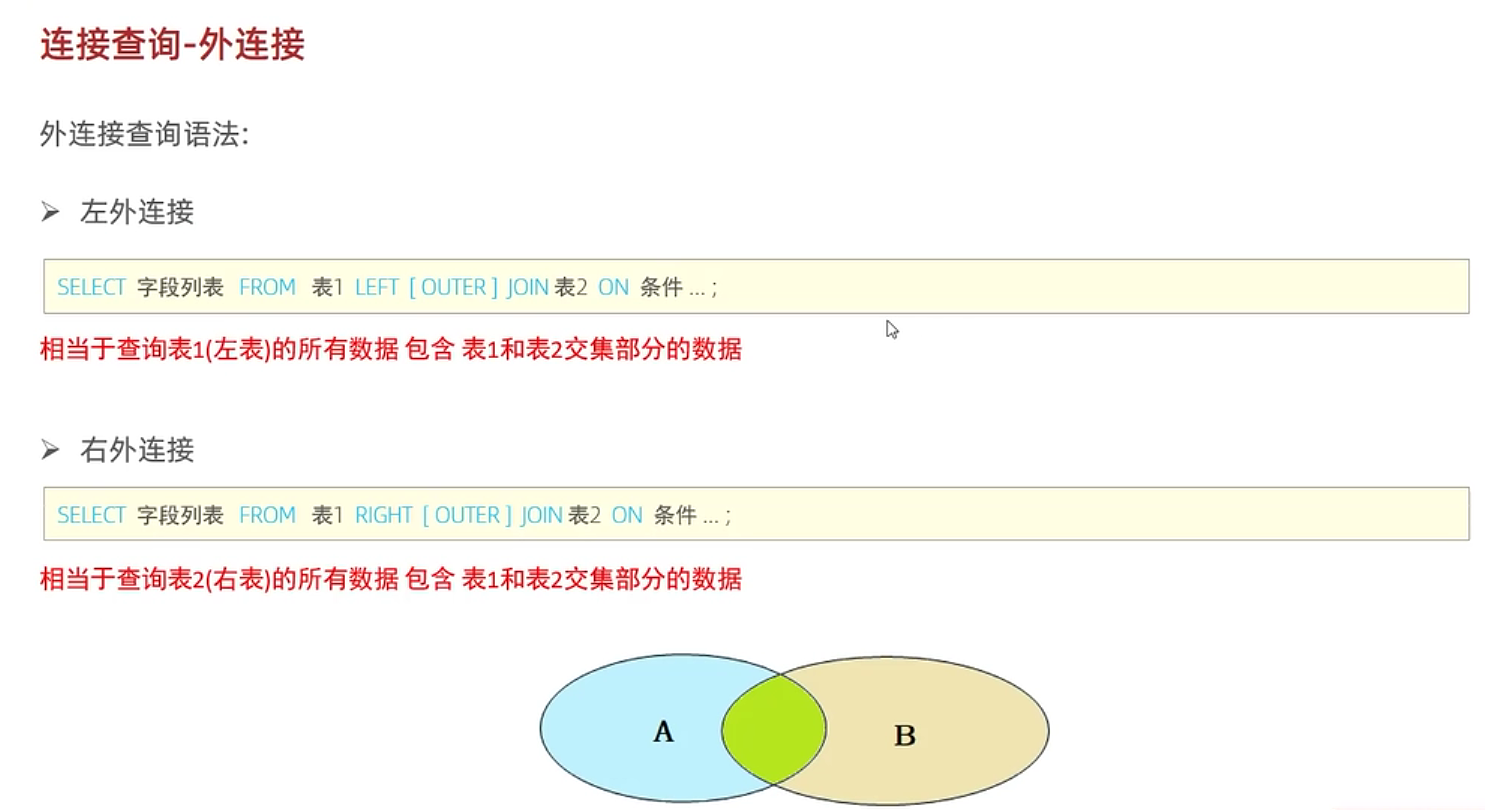 连接查询-外连接
外连接查询语法:
➢ 左外连接
SELECT 字段列表 FROM 表1 LEFT [ OUTER ] JOIN 表2 ON 条件 ... ;
相当于查询表1(左表)的所有数据 包含 表1和表2交集部分的数据
➢ 右外连接
SELECT 字段列表 FROM 表1 RIGHT [ OUTER ] JOIN 表2 ON 条件 ... ;
相当于查询表2(右表)的所有数据 包含 表1和表2交集部分的数据
A
B